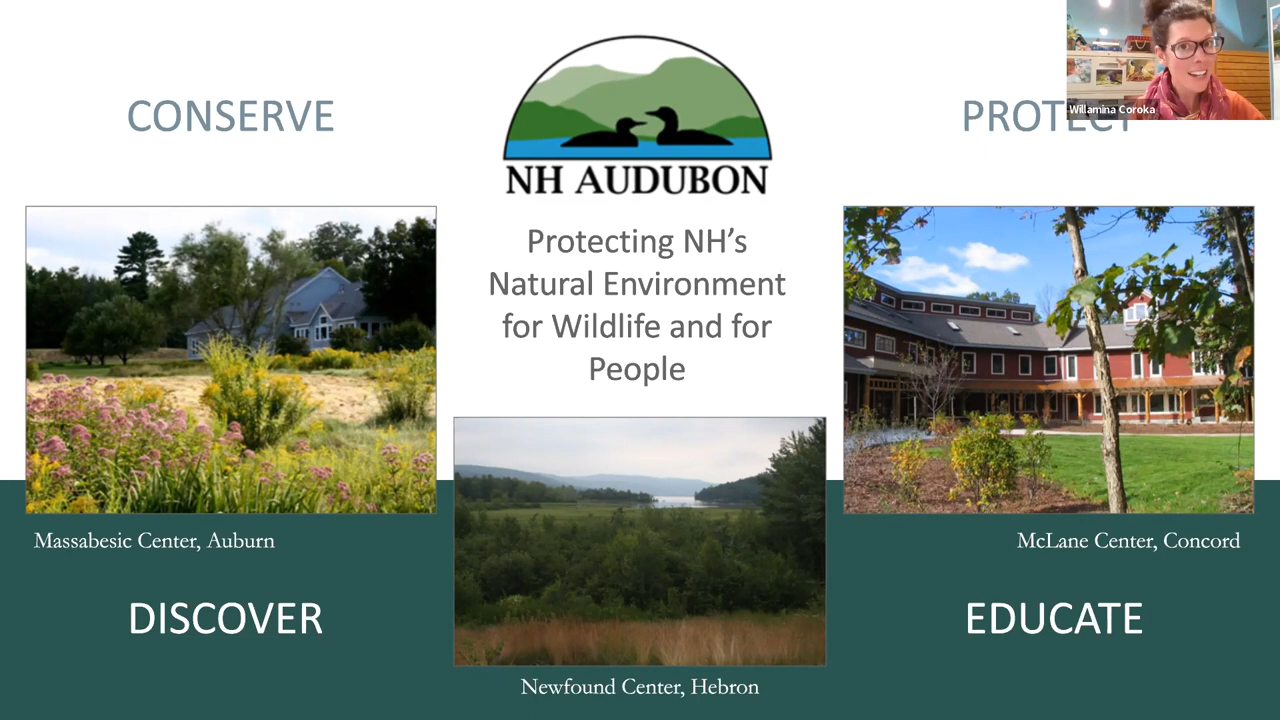 CONSERVE
NH AUDUBON
PROTECT
Willamina Coroka
Protecting NH’s
Natural Environment
for Wildlife and for
People
Massabesic Center, Auburn
McLane Center, Concord
DISCOVER
EDUCATE
Newfound Center, Hebron